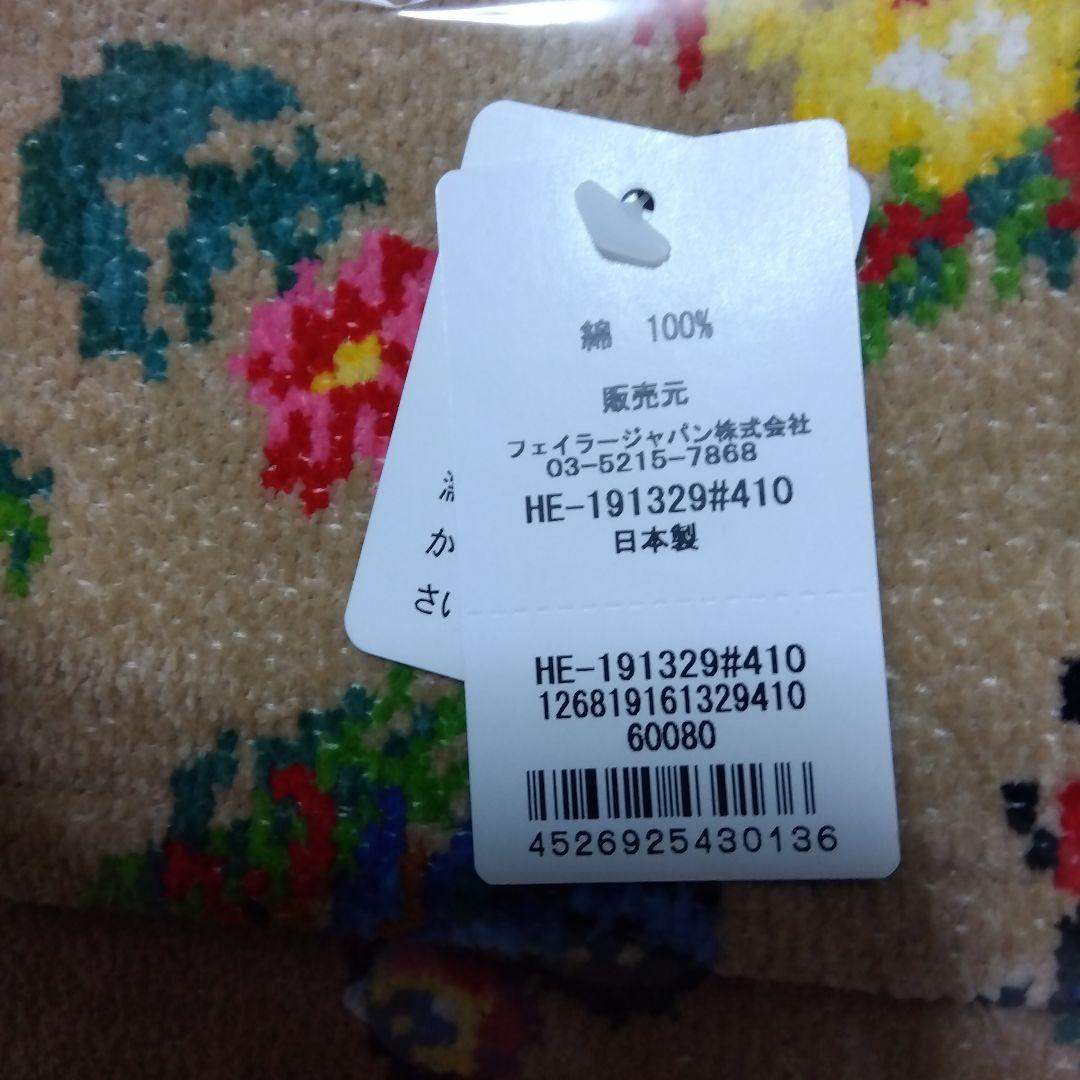 綿 100%
販売元
フェイラージャパン株式会社
03-5215-7868
HE-191329#410
日本製
か
さい
HE-191329#410
126819161329410
60080
4526925430136